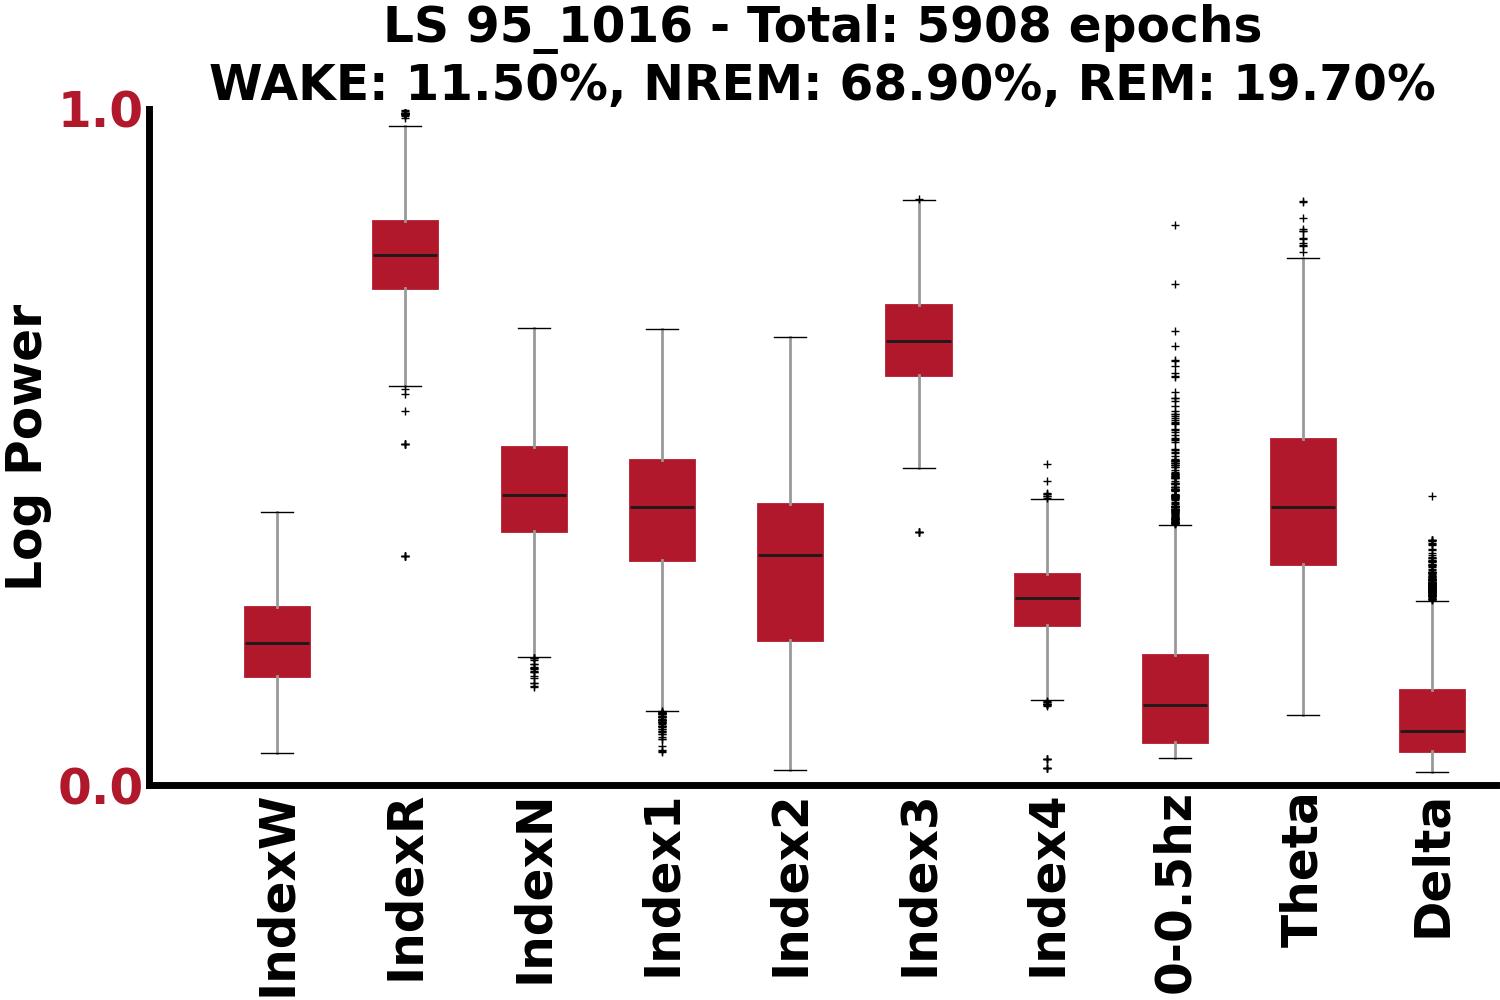 LS 95_1016 - Total: 5908 epochs
WAKE: 11.50%, NREM: 68.90%, REM: 19.70%
1.0
Log Power
0.0
IndexW
IndexR
IndexN
Index1
Index2
Index3
Index4
0-0.5hz
Theta
Delta